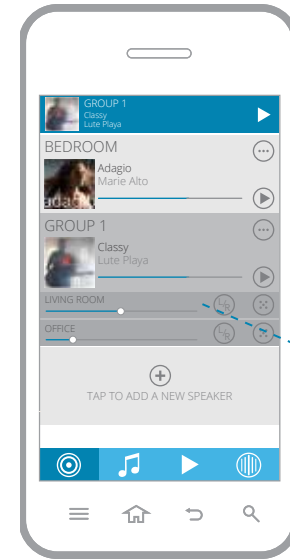 GROUP 1
Classy
Lute Playa
BEDROOM
adagio
Adagio
Marie Alto
GROUP 1
Classy
Lute Playa
LIVING ROOM
L/R
OFFICE
L/R
TAP TO ADD A NEW SPEAKER